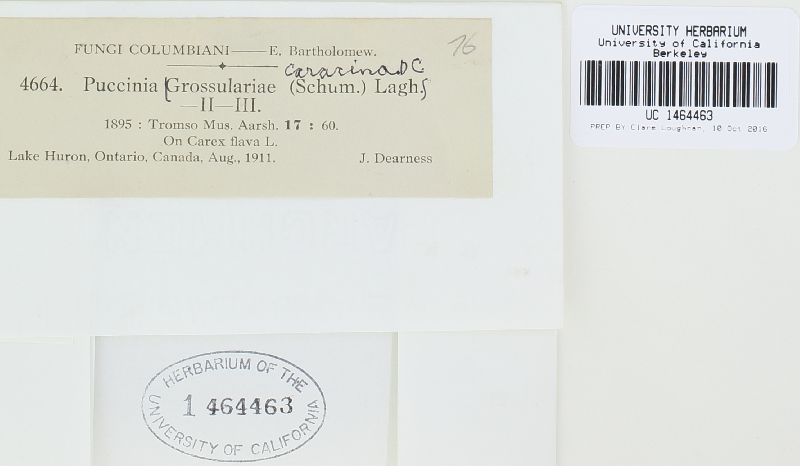 FUNGI COLUMBIANI——E. Bartholomew.
76
cararina DC
4664. Puccinia [Grossulariae (Schum.) Lagh]
—II—III.
1895 : Tromso Mus. Aarsh. 17 : 60.
On Carex flava L.
Lake Huron, Ontario, Canada, Aug., 1911. J. Dearness
UNIVERSITY HERBARIUM
University of California
Berkeley
UC 1464463
PREP BY Clare Loughran, 10 Oct 2016
HERBARIUM OF THE
1 464463
UNIVERSITY OF CALIFORNIA